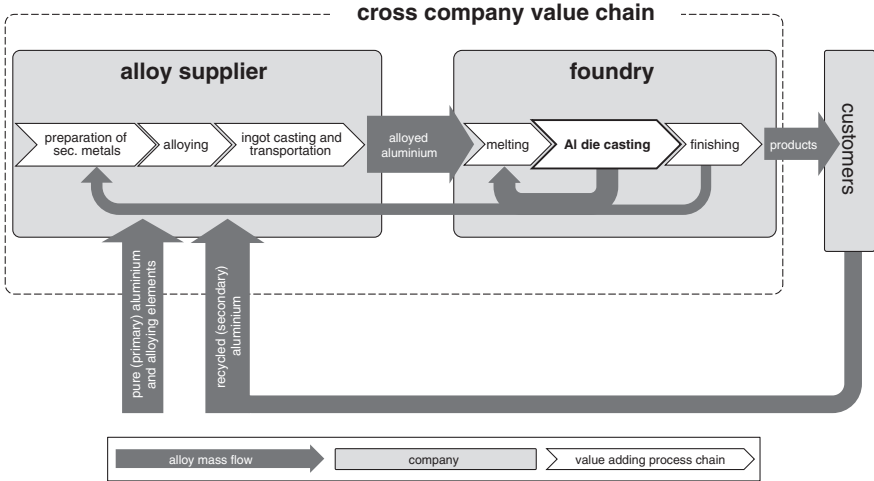 cross company value chain
alloy supplier
foundry
customers
preparation of
sec. metals
alloying
ingot casting and
transportation
alloyed
aluminium
melting
Al die casting
finishing
products
pure (primary) aluminium
and alloying elements
recycled (secondary)
aluminium
alloy mass flow
company
value adding process chain